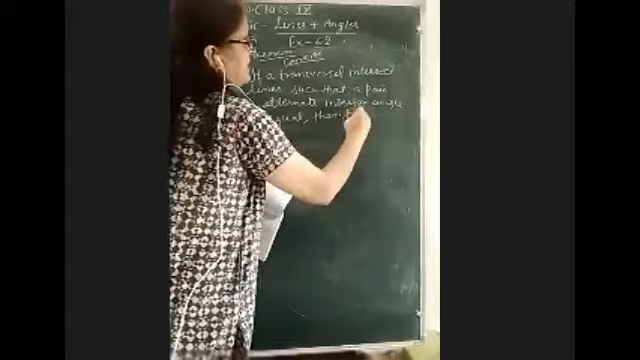 Class IX
Lines + Angles
Ex - 6.2
Theorem
Converse
If a transversal intersect
lines such that a pair
alternate interior angle
equal, then